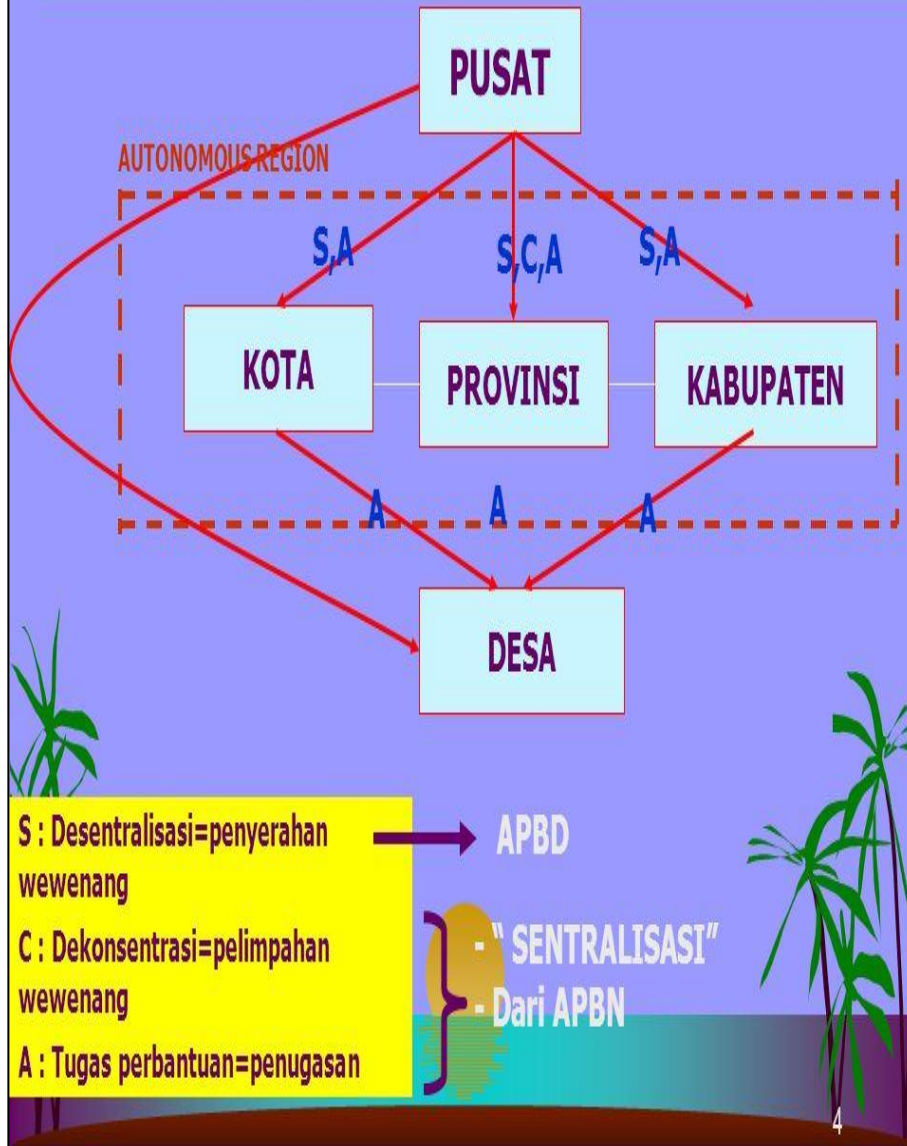 PUSAT
AUTONOMOUS REGION
S,A
S,C,A
S,A
KOTA
PROVINSI
KABUPATEN
A
A
A
DESA
S : Desentralisasi=penyerahan
wewenang
C : Dekonsentrasi=pelimpahan
wewenang
A : Tugas perbantuan=penugasan
APBD
- " SENTRALISASI"
- Dari APBN
4